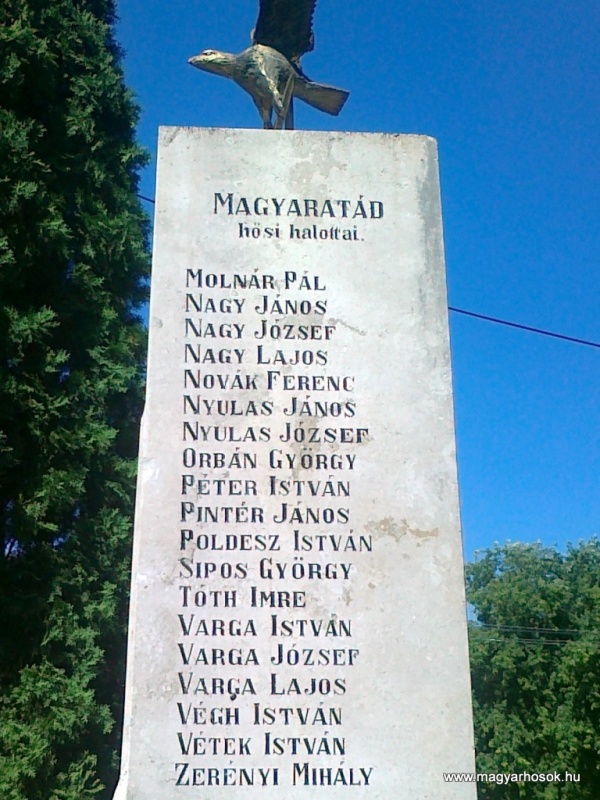 MAGYARATÁD
hősi halottai.
MOLNÁR PÁL
NAGY JÁNOS
NAGY JÓZSEF
NAGY LAJOS
NOVÁK FERENC
NYULAS JÁNOS
NYULAS JÓZSEF
ORBÁN GYÖRGY
PÉTER ISTVÁN
PINTÉR JÁNOS
POLDESZ ISTVÁN
SIPOS GYÖRGY
TÓTH IMRE
VARGA ISTVÁN
VARGA JÓZSEF
VARGA LAJOS
VÉGH ISTVÁN
VÉTEK ISTVÁN
ZERÉNYI MIHÁLY
www.magyarhosok.hu